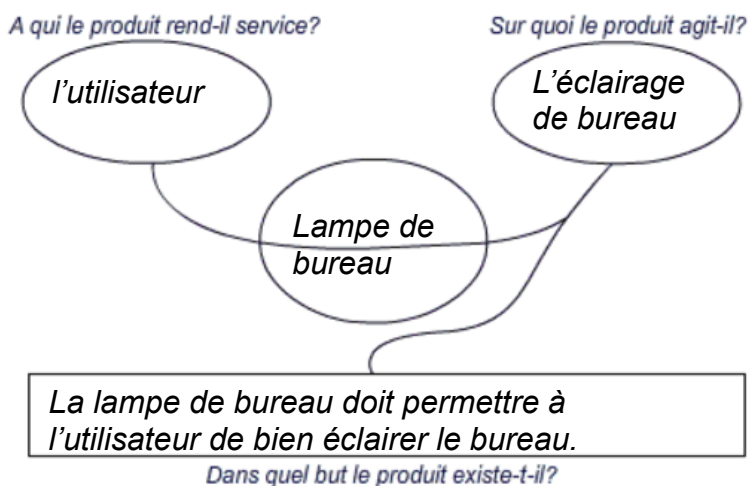 A qui le produit rend-il service?
Sur quoi le produit agit-il?
l'utilisateur
L'éclairage
de bureau
Lampe de
bureau
La lampe de bureau doit permettre à
l'utilisateur de bien éclairer le bureau.
Dans quel but le produit existe-t-il?